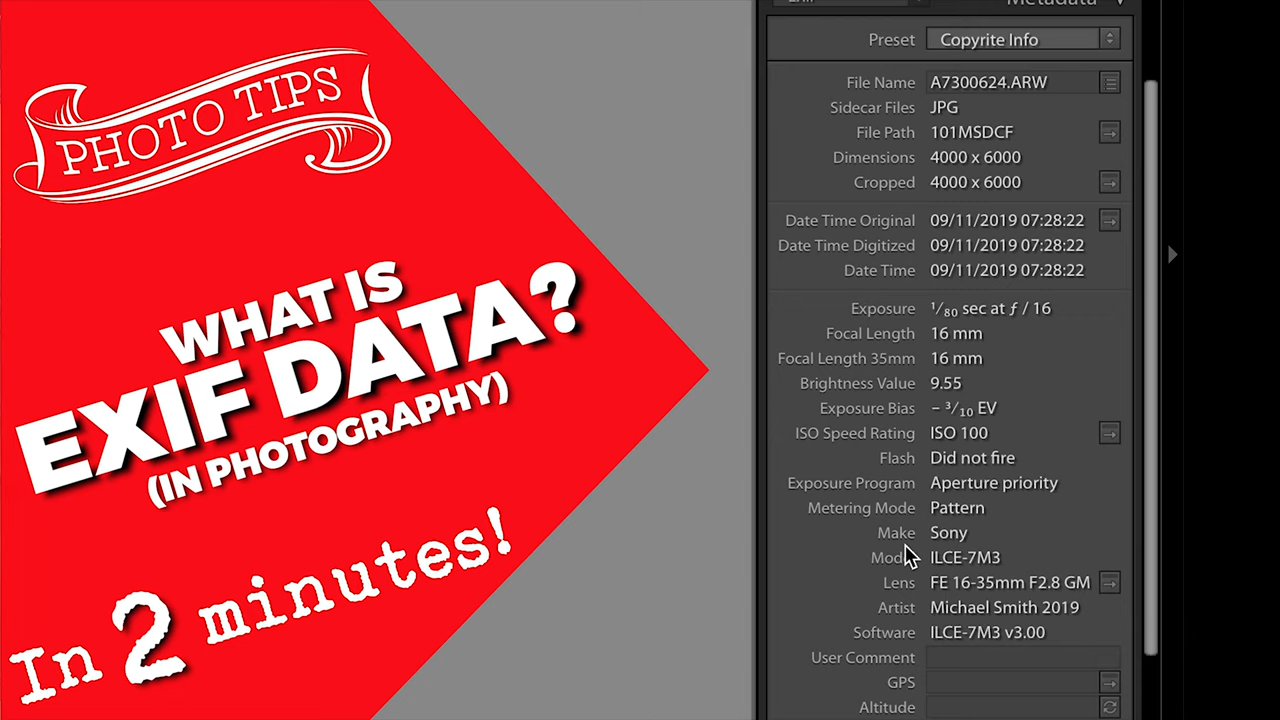 PHOTO TIPS
WHAT IS
EXIF DATA?
(IN PHOTOGRAPHY)
In 2 minutes!
Metadata
Preset Copyrite Info
File Name A7300624.ARW
Sidecar Files JPG
File Path 101MSDCF
Dimensions 4000 x 6000
Cropped 4000 x 6000
Date Time Original 09/11/2019 07:28:22
Date Time Digitized 09/11/2019 07:28:22
Date Time 09/11/2019 07:28:22
Exposure 1/80 sec at ƒ / 16
Focal Length 16 mm
Focal Length 35mm 16 mm
Brightness Value 9.55
Exposure Bias – 3/10 EV
ISO Speed Rating ISO 100
Flash Did not fire
Exposure Program Aperture priority
Metering Mode Pattern
Make Sony
ILCE-7M3
Lens FE 16-35mm F2.8 GM
Artist Michael Smith 2019
Software ILCE-7M3 v3.00
User Comment
GPS
Altitude